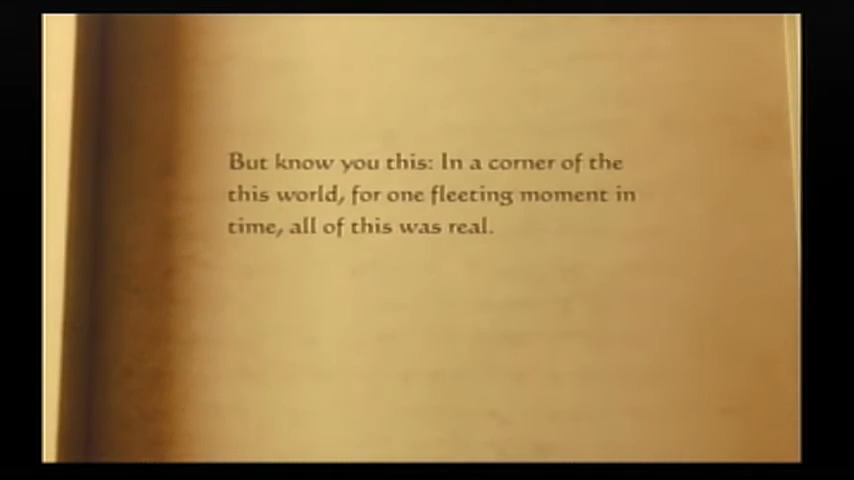 But know you this: In a corner of the
this world, for one fleeting moment in
time, all of this was real.